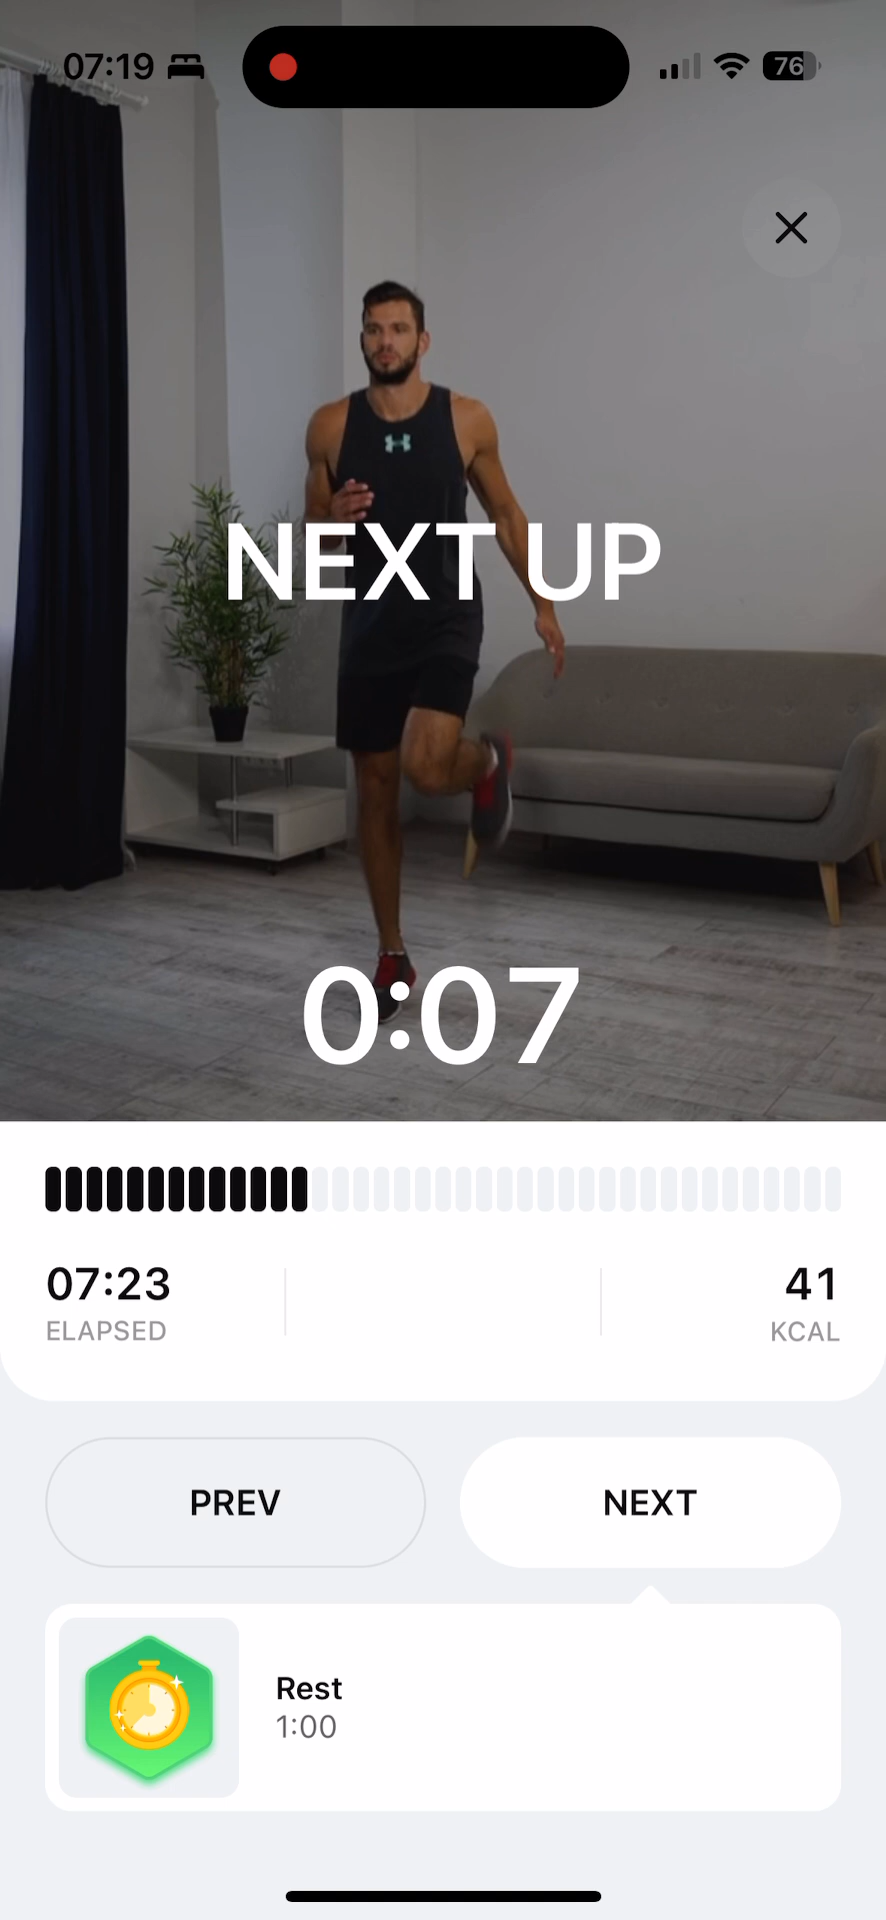 07:19
76
NEXT UP
0:07
07:23
ELAPSED
41
KCAL
PREV
NEXT
Rest
1:00